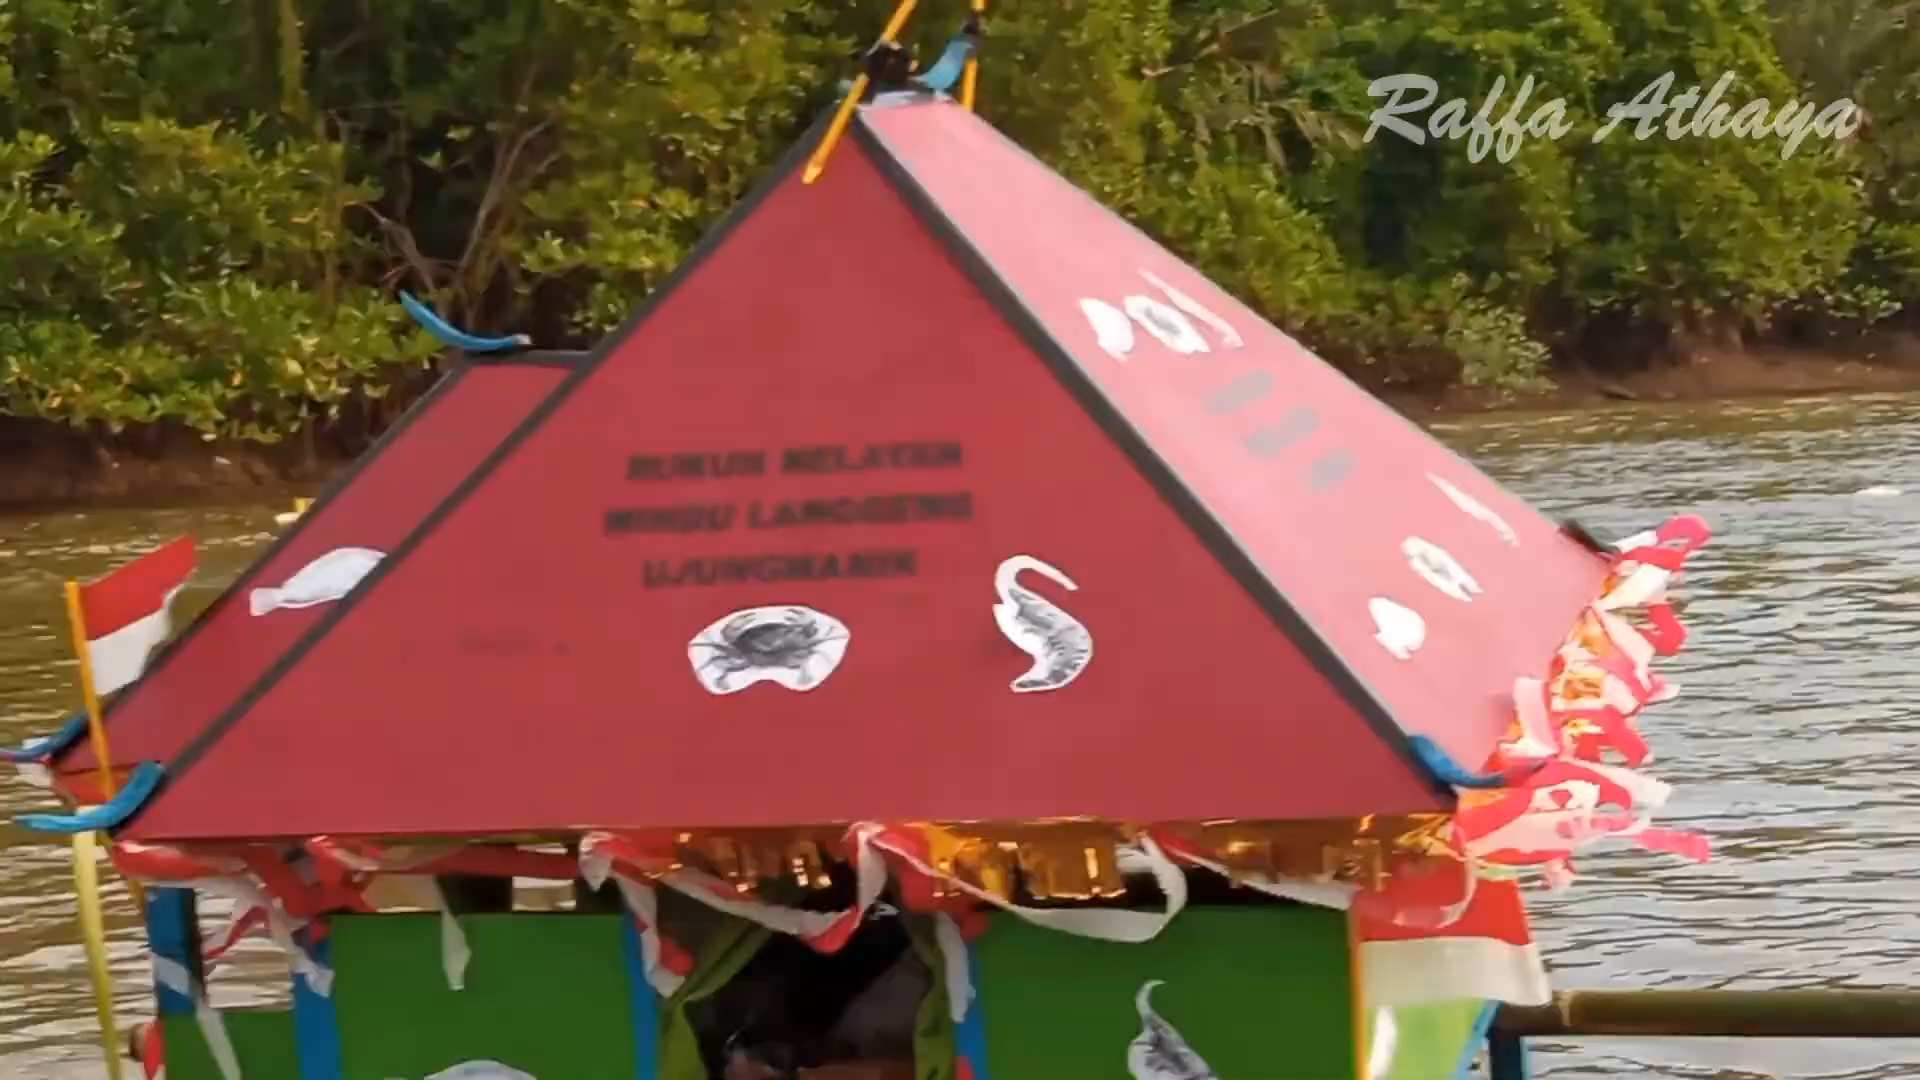 Raffa Athaya
RUKUN NELAYAN
MINGU LANGGENG
UJUNGMANIK